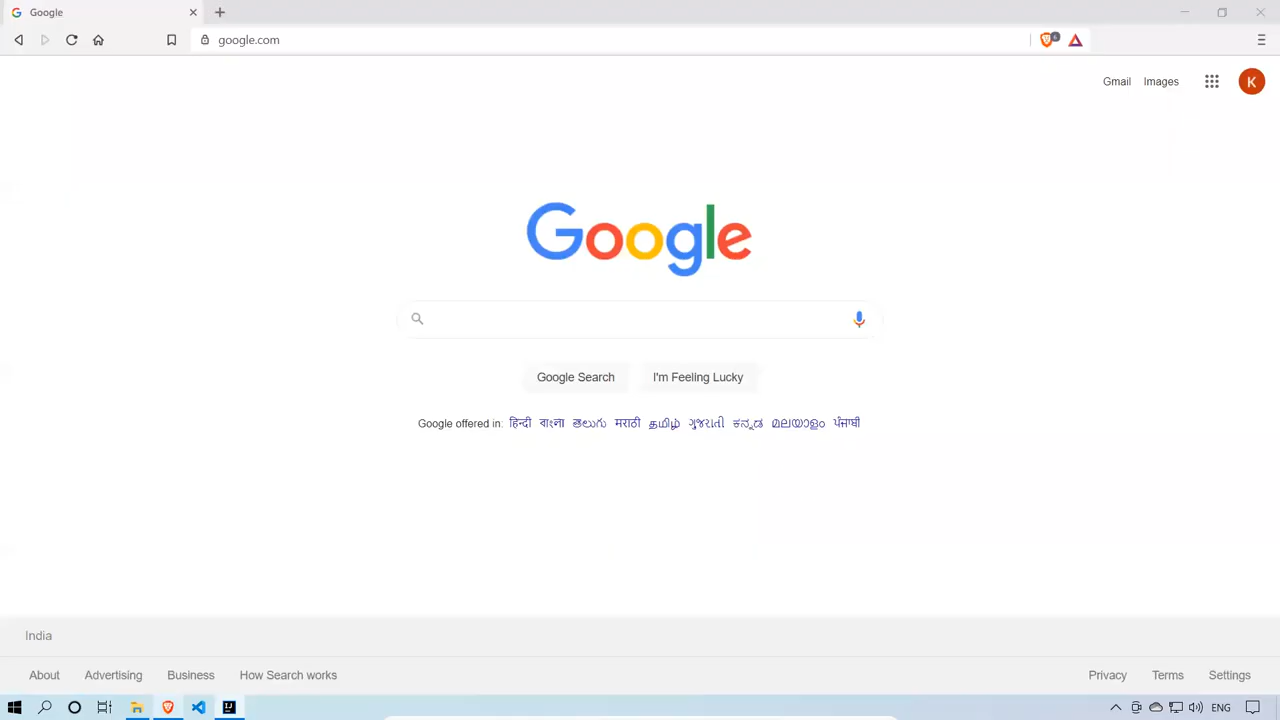 Google
google.com
Gmail Images
K
Google
Google Search I'm Feeling Lucky
Google offered in: हिन्दी বাংলা తెలుగు मराठी தமிழ் ગુજરાતી ಕನ್ನಡ മലയാളം ਪੰਜਾਬੀ
India
About Advertising Business How Search works Privacy Terms Settings
ENG